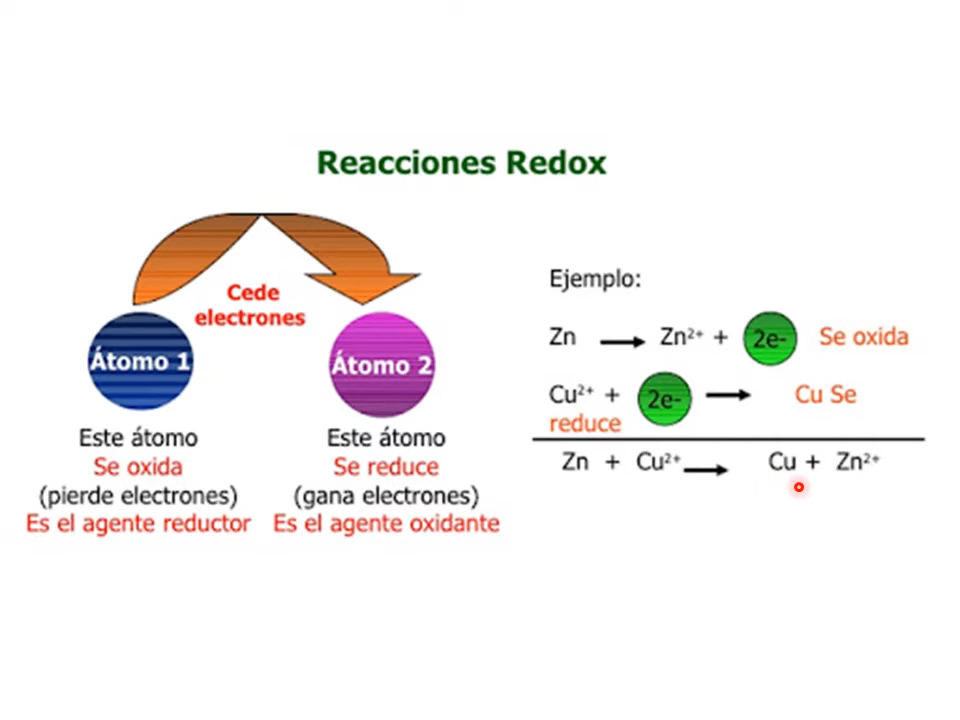 Reacciones Redox
Cede
electrones
Átomo 1
Átomo 2
Este átomo
Se oxida
(pierde electrones)
Es el agente reductor
Este átomo
Se reduce
(gana electrones)
Es el agente oxidante
Ejemplo:
Zn → Zn²⁺ + 2e- Se oxida
Cu²⁺ + 2e- → Cu Se
reduce
Zn + Cu²⁺ → Cu + Zn²⁺